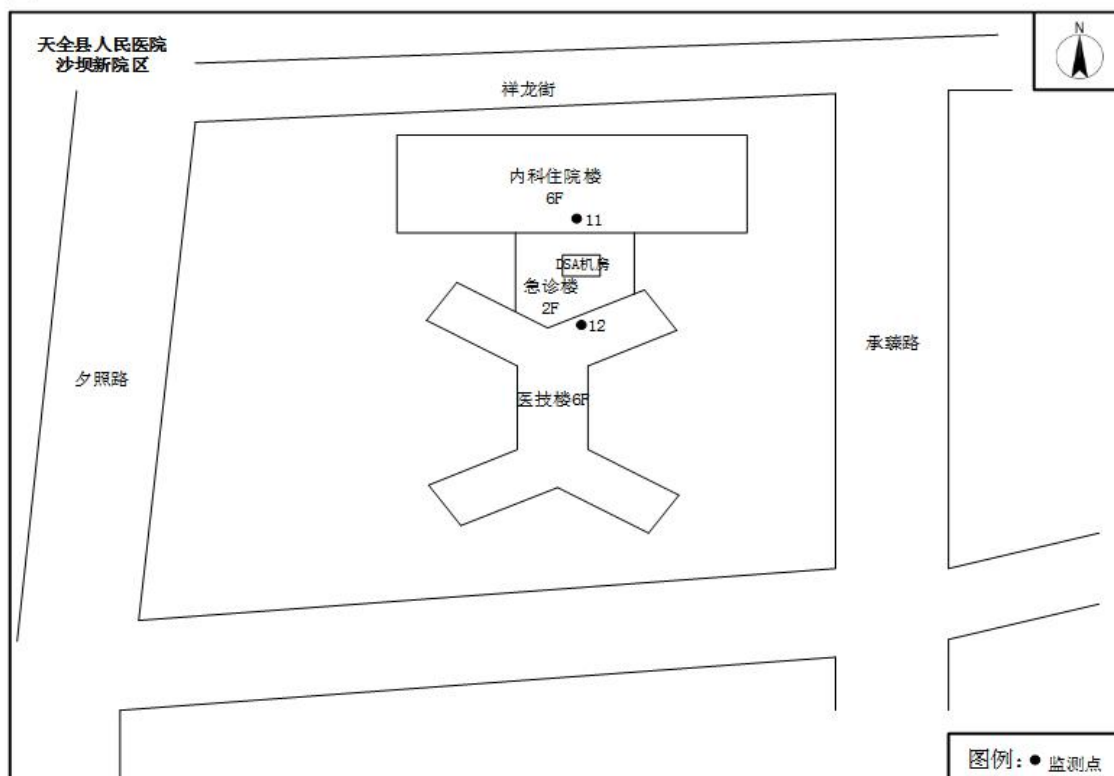 天全县人民医院
沙坝新院区
N
祥龙街
内科住院楼
6F
11
DSA机房
急诊楼
2F
12
承臻路
夕照路
医技楼6F
图例：监测点